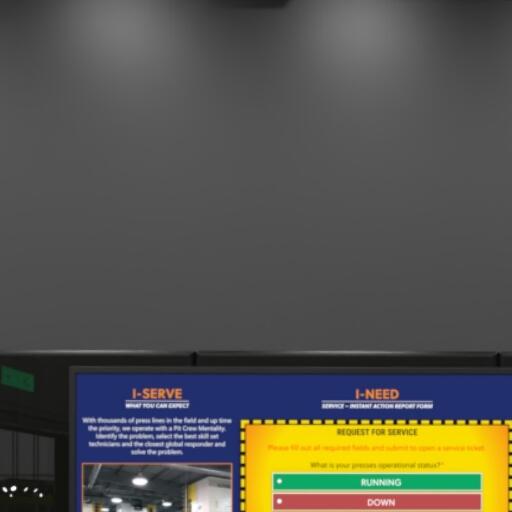 I-SERVE
WHAT YOU CAN EXPECT
With thousands of press lines in the field and up time
the priority, we operate with a Pit Crew Mentality.
Identify the problem, select the best skill set
technicians and the closest global responder and
solve the problem.
I-NEED
SERVICE – INSTANT ACTION REPORT FORM
REQUEST FOR SERVICE
Please fill out all required fields and submit to open a service ticket
What is your presses operational status?*
RUNNING
DOWN